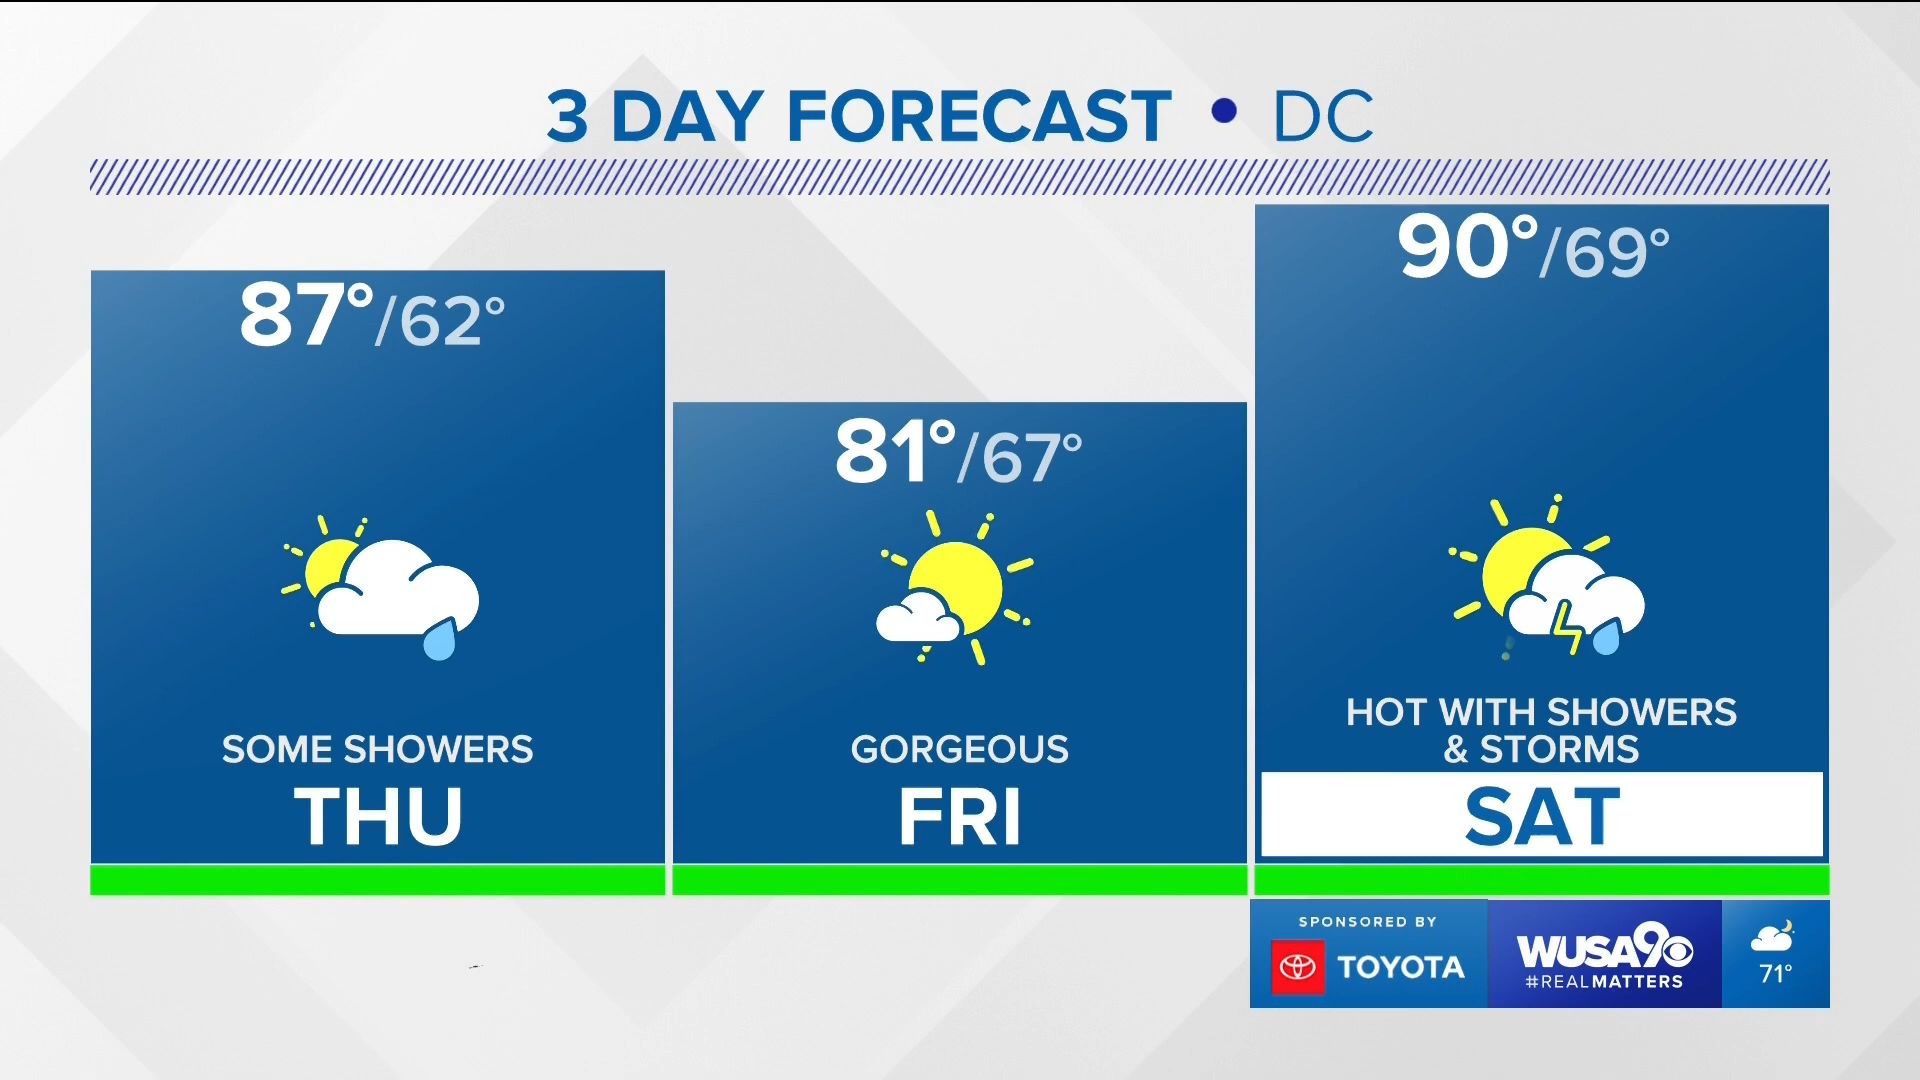 3 DAY FORECAST • DC
87°/62°
SOME SHOWERS
THU
81°/67°
GORGEOUS
FRI
90°/69°
HOT WITH SHOWERS
& STORMS
SAT
SPONSORED BY
TOYOTA
WUSA9
#REALMATTERS
71°